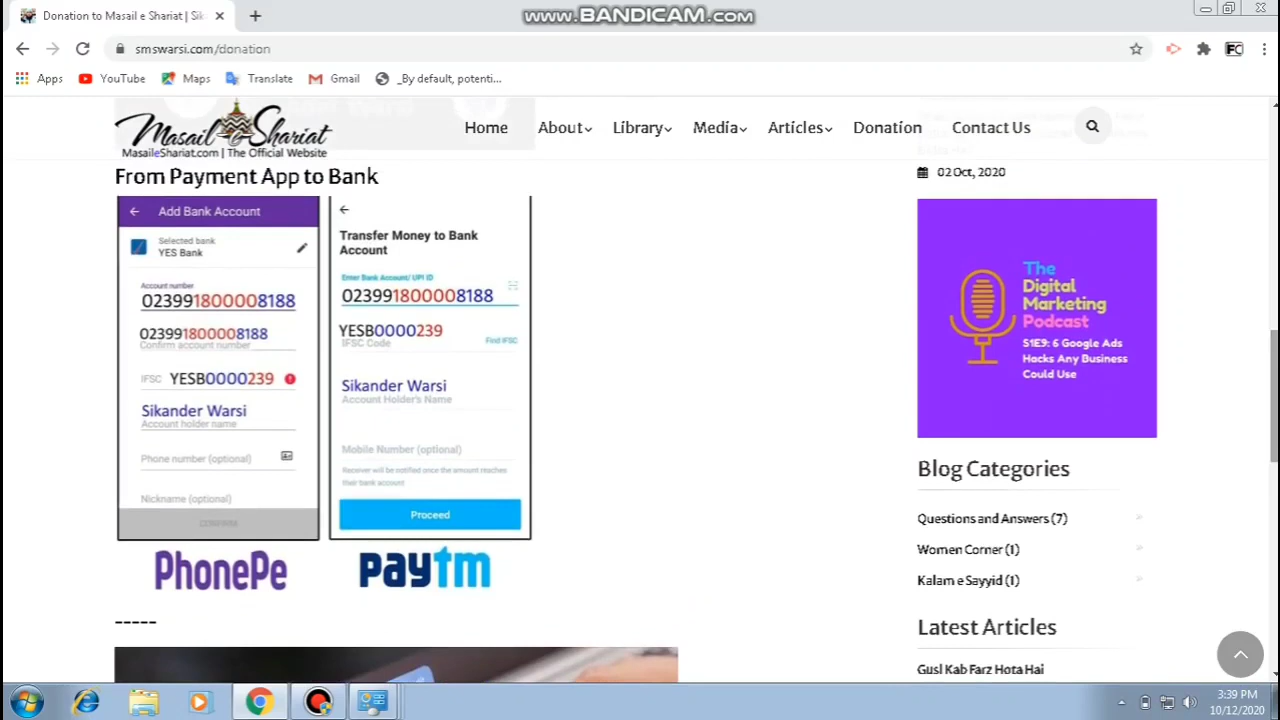 Donation to Masail e Shariat | Sik
www.BANDICAM.com
smswarsi.com/donation
Apps
YouTube
Maps
Translate
Gmail
_By default, potenti...
Masail e Shariat
MasaileShariat.com | The Official Website
Home
About
Library
Media
Articles
Donation
Contact Us
From Payment App to Bank
02 Oct, 2020
Add Bank Account
Selected bank
YES Bank
Account number
023991800008188
023991800008188
Confirm account number
IFSC YESB0000239
Sikander Warsi
Account holder name
Phone number (optional)
Nickname (optional)
Transfer Money to Bank
Account
Enter Bank Account/ UPI ID
023991800008188
YESB0000239
IFSC Code
Find IFSC
Sikander Warsi
Account Holder's Name
Mobile Number (optional)
Receiver will be notified once the amount reaches
their bank account
Proceed
PhonePe
paytm
-----
The
Digital
Marketing
Podcast
S1E9: 6 Google Ads
Hacks Any Business
Could Use
Blog Categories
Questions and Answers (7)
Women Corner (1)
Kalam e Sayyid (1)
Latest Articles
Gusl Kab Farz Hota Hai
3:39 PM
10/12/2020